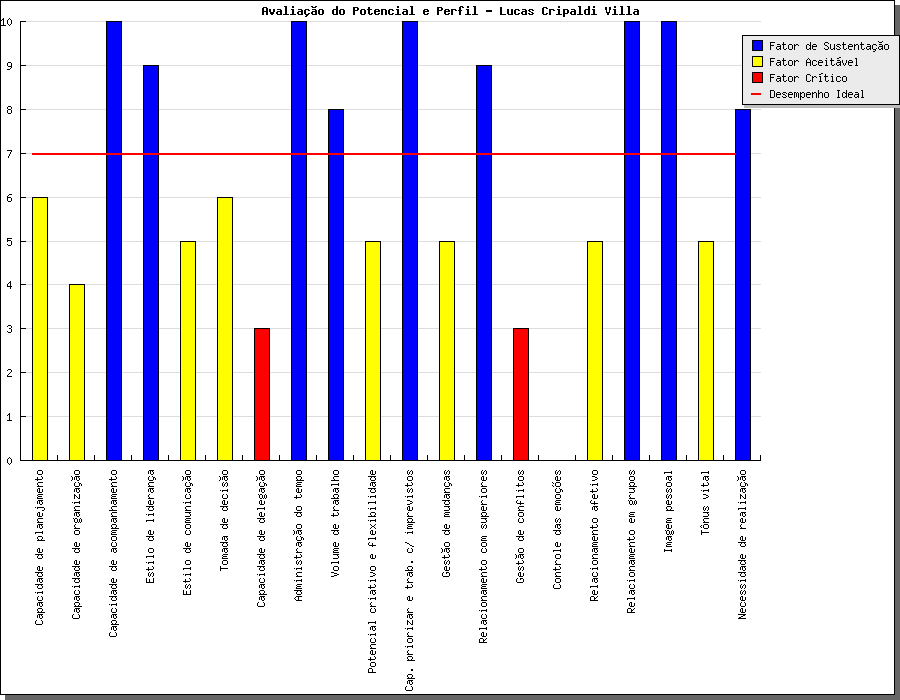 Avaliação do Potencial e Perfil - Lucas Cripaldi Villa
10
9
8
7
6
5
4
3
2
1
0
Fator de Sustentação
Fator Aceitável
Fator Crítico
Desempenho Ideal
Capacidade de planejamento
Capacidade de organização
Capacidade de acompanhamento
Estilo de liderança
Estilo de comunicação
Tomada de decisão
Capacidade de delegação
Administração do tempo
Volume de trabalho
Potencial criativo e flexibilidade
Cap. priorizar e trab. c/ imprevistos
Gestão de mudanças
Relacionamento com superiores
Gestão de conflitos
Controle das emoções
Relacionamento afetivo
Relacionamento em grupos
Imagem pessoal
Tônus vital
Necessidade de realização